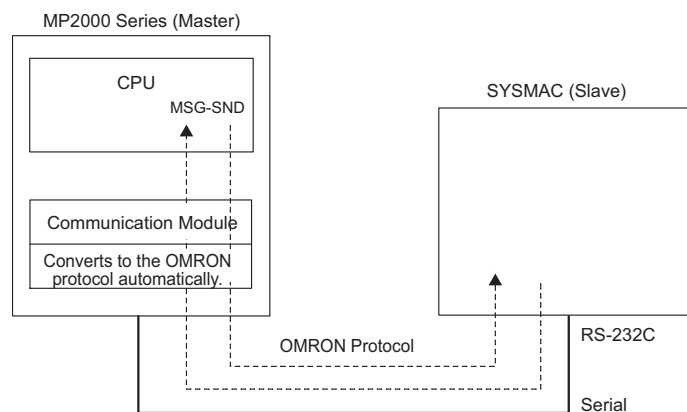 MP2000 Series (Master)
CPU
MSG-SND
SYSMAC (Slave)
Communication Module
Converts to the OMRON
protocol automatically.
OMRON Protocol
RS-232C
Serial